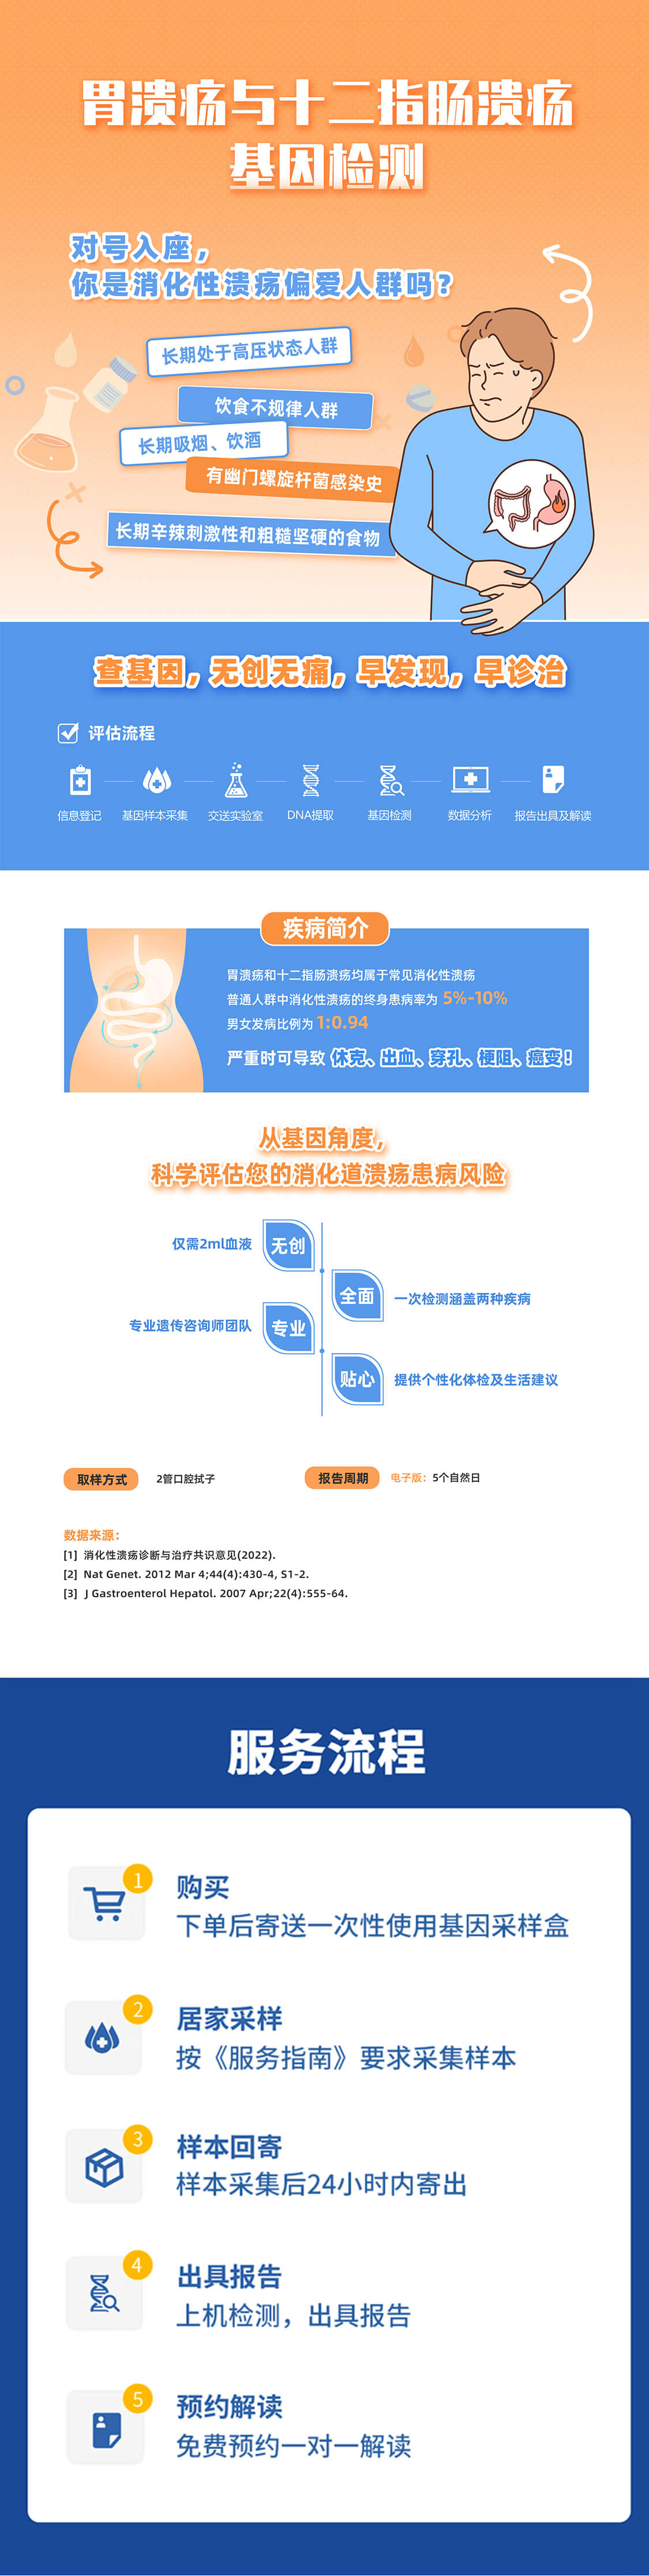 胃溃疡与十二指肠溃疡
基因检测
对号入座，
你是消化性溃疡偏爱人群吗？
长期处于高压状态人群
饮食不规律人群
长期吸烟、饮酒
有幽门螺旋杆菌感染史
长期辛辣刺激性和粗糙坚硬的食物
查基因，无创无痛，早发现，早诊治
评估流程
信息登记 基因样本采集 交送实验室 DNA提取 基因检测 数据分析 报告出具及解读
疾病简介
胃溃疡和十二指肠溃疡均属于常见消化性溃疡
普通人群中消化性溃疡的终身患病率为 5%-10%
男女发病比例为 1:0.94
严重时可导致 休克、出血、穿孔、梗阻、癌变！
从基因角度，
科学评估您的消化道溃疡患病风险
仅需2ml血液 无创
全面 一次检测涵盖两种疾病
专业遗传咨询师团队 专业
贴心 提供个性化体检及生活建议
取样方式 2管口腔拭子 报告周期 电子版：5个自然日
数据来源：
[1] 消化性溃疡诊断与治疗共识意见(2022).
[2] Nat Genet. 2012 Mar 4;44(4):430-4, S1-2.
[3] J Gastroenterol Hepatol. 2007 Apr;22(4):555-64.
服务流程
1 购买
下单后寄送一次性使用基因采样盒
2 居家采样
按《服务指南》要求采集样本
3 样本回寄
样本采集后24小时内寄出
4 出具报告
上机检测，出具报告
5 预约解读
免费预约一对一解读